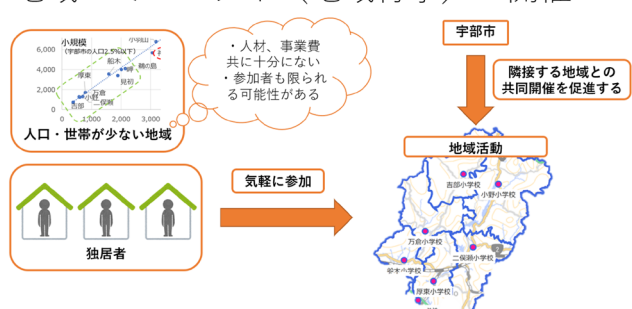 小規模
(宇部市の人口2.5%以下)
6,000
4,000
2,000
0
0
1,000
2,000
3,000
船木
岬
鵜の島
見初
厚東
万倉
小野
二俣瀬
吉部
人口・世帯が少ない地域
・人材、事業費
共に十分にない
・参加者も限られ
る可能性がある
宇部市
隣接する地域との
共同開催を促進する
地域活動
独居者
気軽に参加
吉部小学校
小野小学校
万倉小学校
二俣瀬小学校
船木小学校
厚東小学校